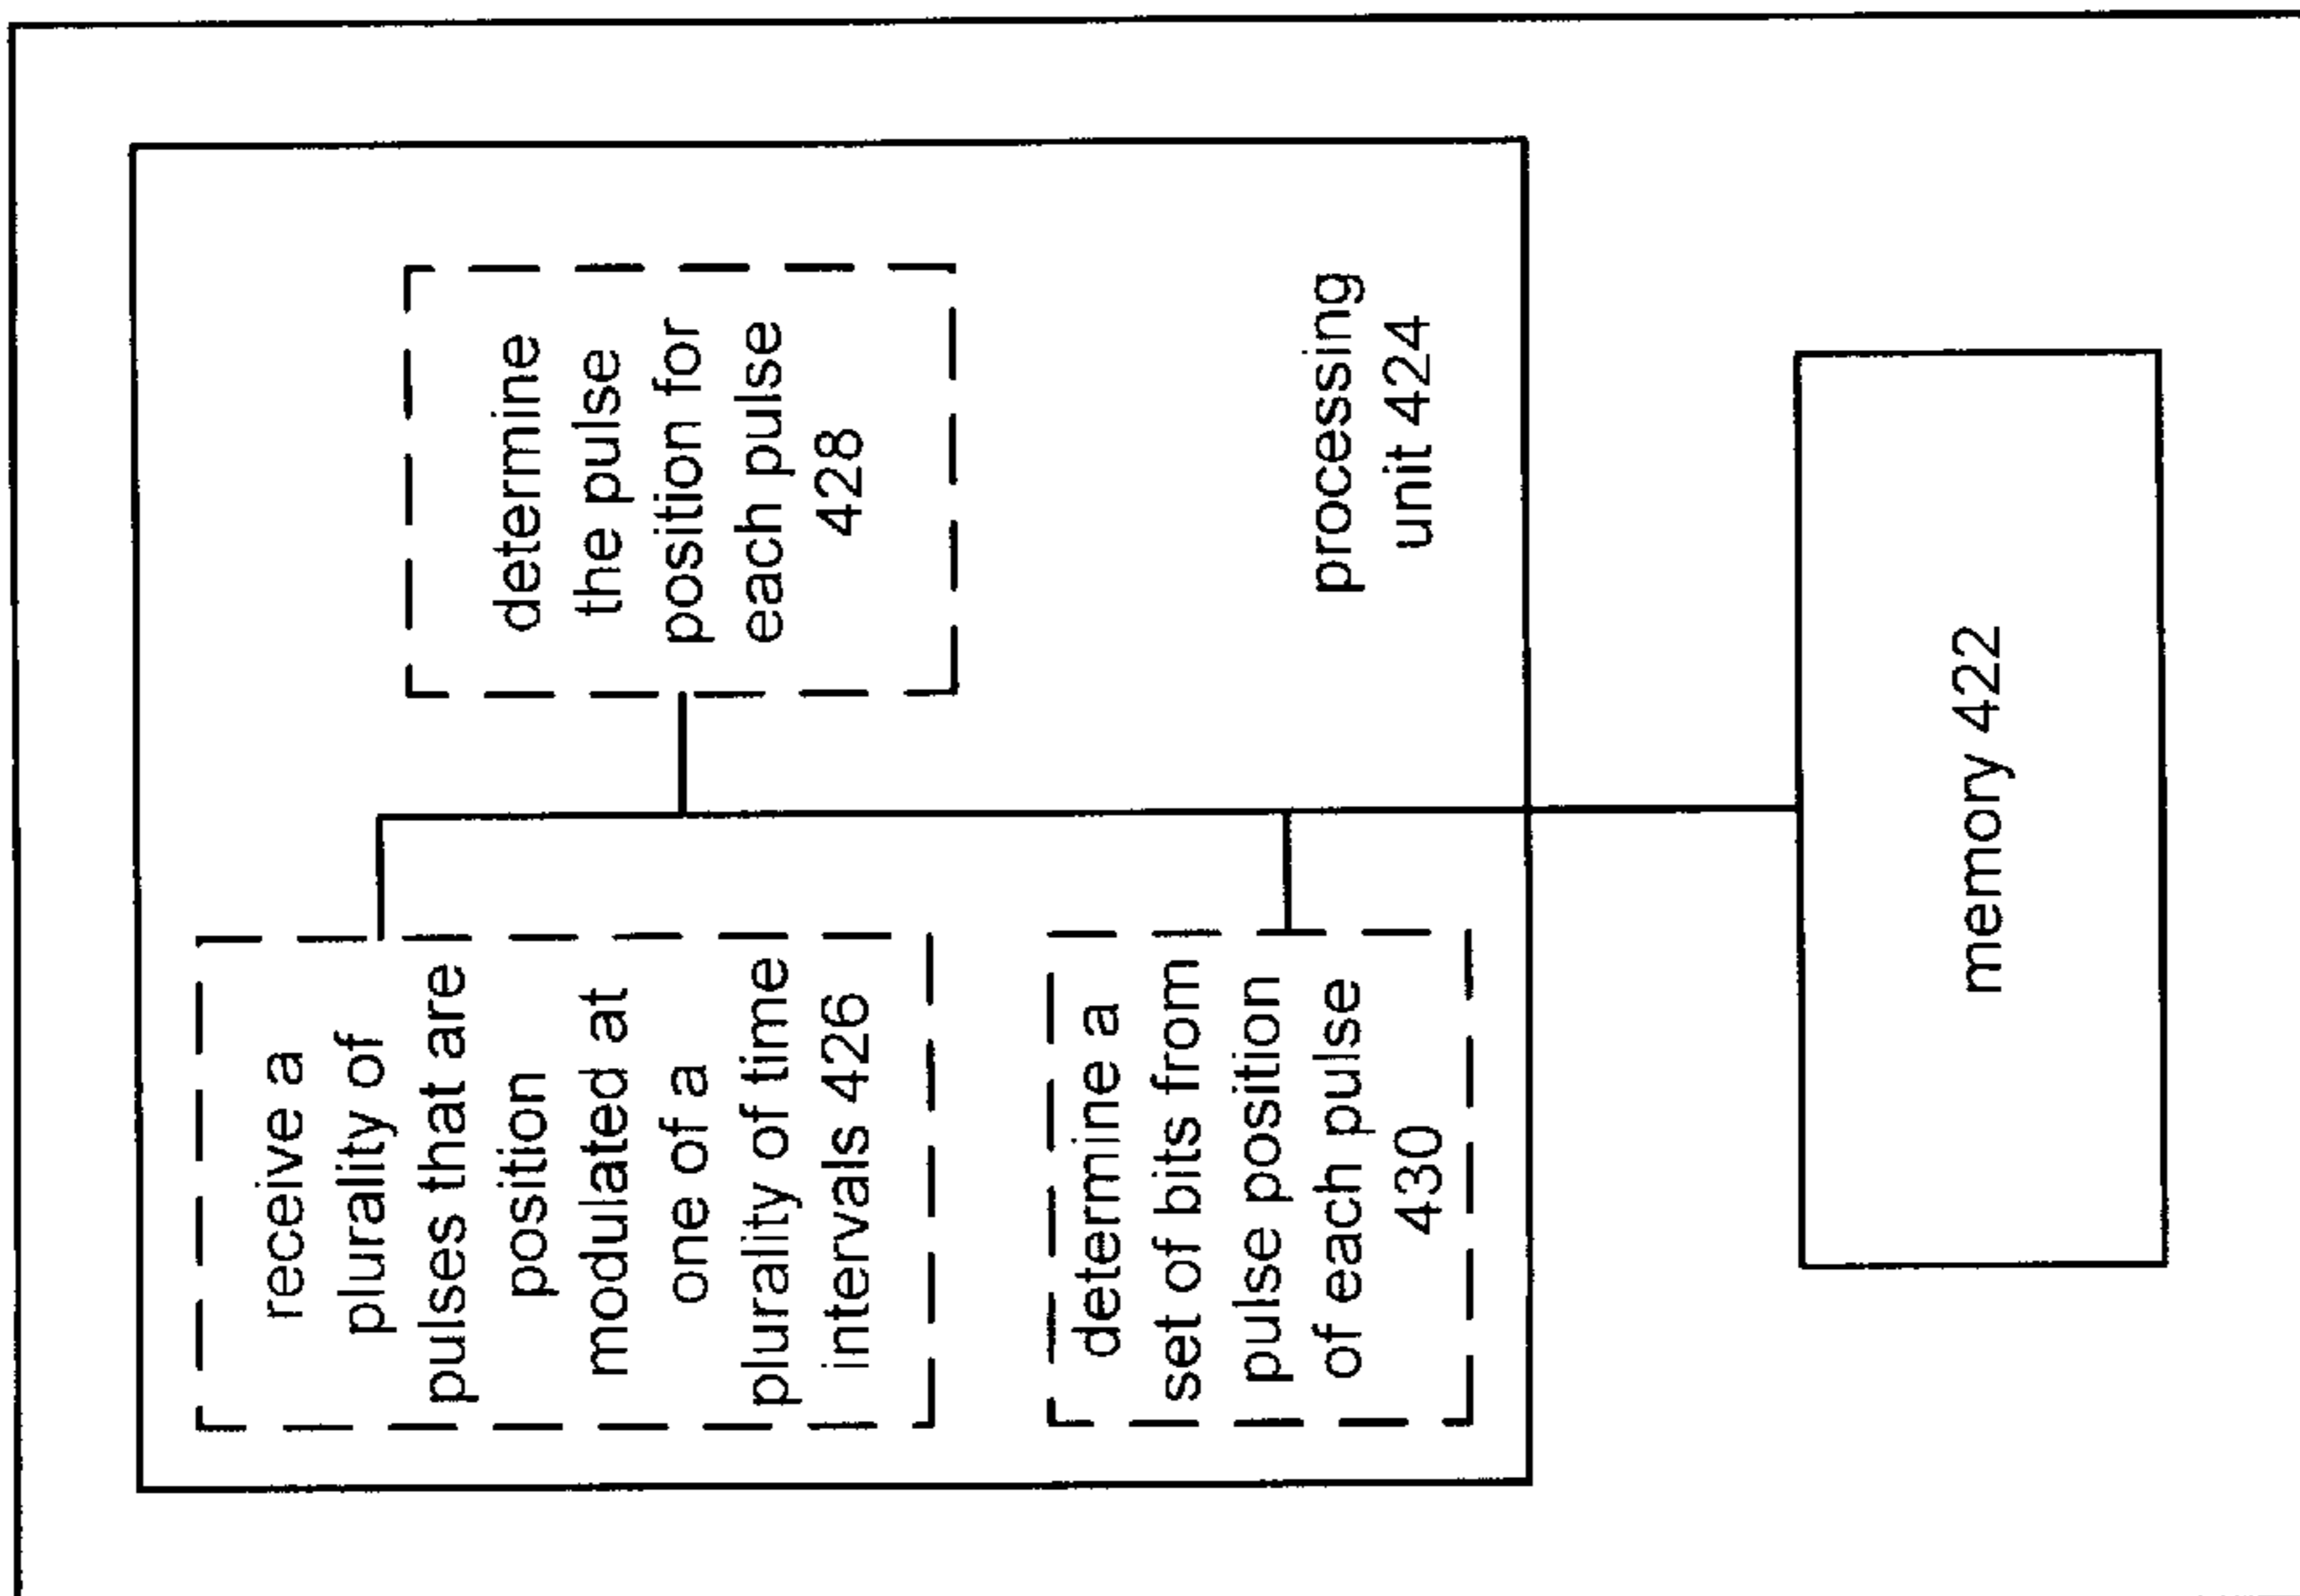 receive a
plurality of
pulses that are
position
modulated at
one of a
plurality of time
intervals 426
determine a
set of bits from
pulse position
of each pulse
430
determine
the pulse
position for
each pulse
428
processing
unit 424
memory 422